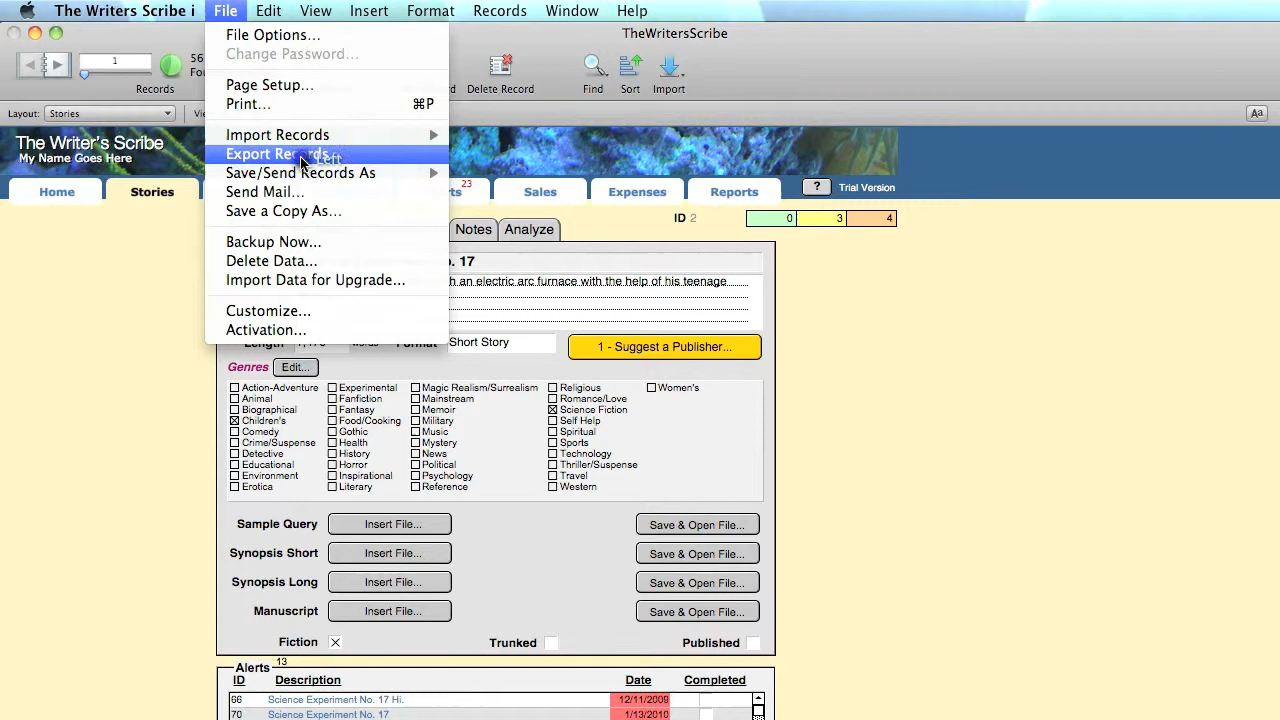 The Writers Scribe i File Edit View Insert Format Records Window Help
TheWritersScribe
1
56
Records Delete Record Find Sort Import
Layout: Stories
Aa
The Writer's Scribe
My Name Goes Here
Home Stories 23 Sales Expenses Reports ? Trial Version
File Options...
Change Password...
Page Setup...
Print... ⌘P
Import Records
Export Records...
Left
Save/Send Records As
Send Mail...
Save a Copy As...
Backup Now...
Delete Data...
Import Data for Upgrade...
Customize...
Activation...
Notes Analyze
ID 2 0 3 4
. 17
an electric arc furnace with the help of his teenage
Short Story
1 - Suggest a Publisher...
Genres Edit...
Action-Adventure Experimental Magic Realism/Surrealism Religious Women's
Animal Fanfiction Mainstream Romance/Love
Biographical Fantasy Memoir Science Fiction
Children's Food/Cooking Military Self Help
Comedy Gothic Music Spiritual
Crime/Suspense Health Mystery Sports
Detective History News Technology
Educational Horror Political Thriller/Suspense
Environment Inspirational Psychology Travel
Erotica Literary Reference Western
Sample Query Insert File... Save & Open File...
Synopsis Short Insert File... Save & Open File...
Synopsis Long Insert File... Save & Open File...
Manuscript Insert File... Save & Open File...
Fiction Trunked Published
Alerts 13
ID Description Date Completed
66 Science Experiment No. 17 Hi. 12/11/2009
70 Science Experiment No. 17 1/13/2010